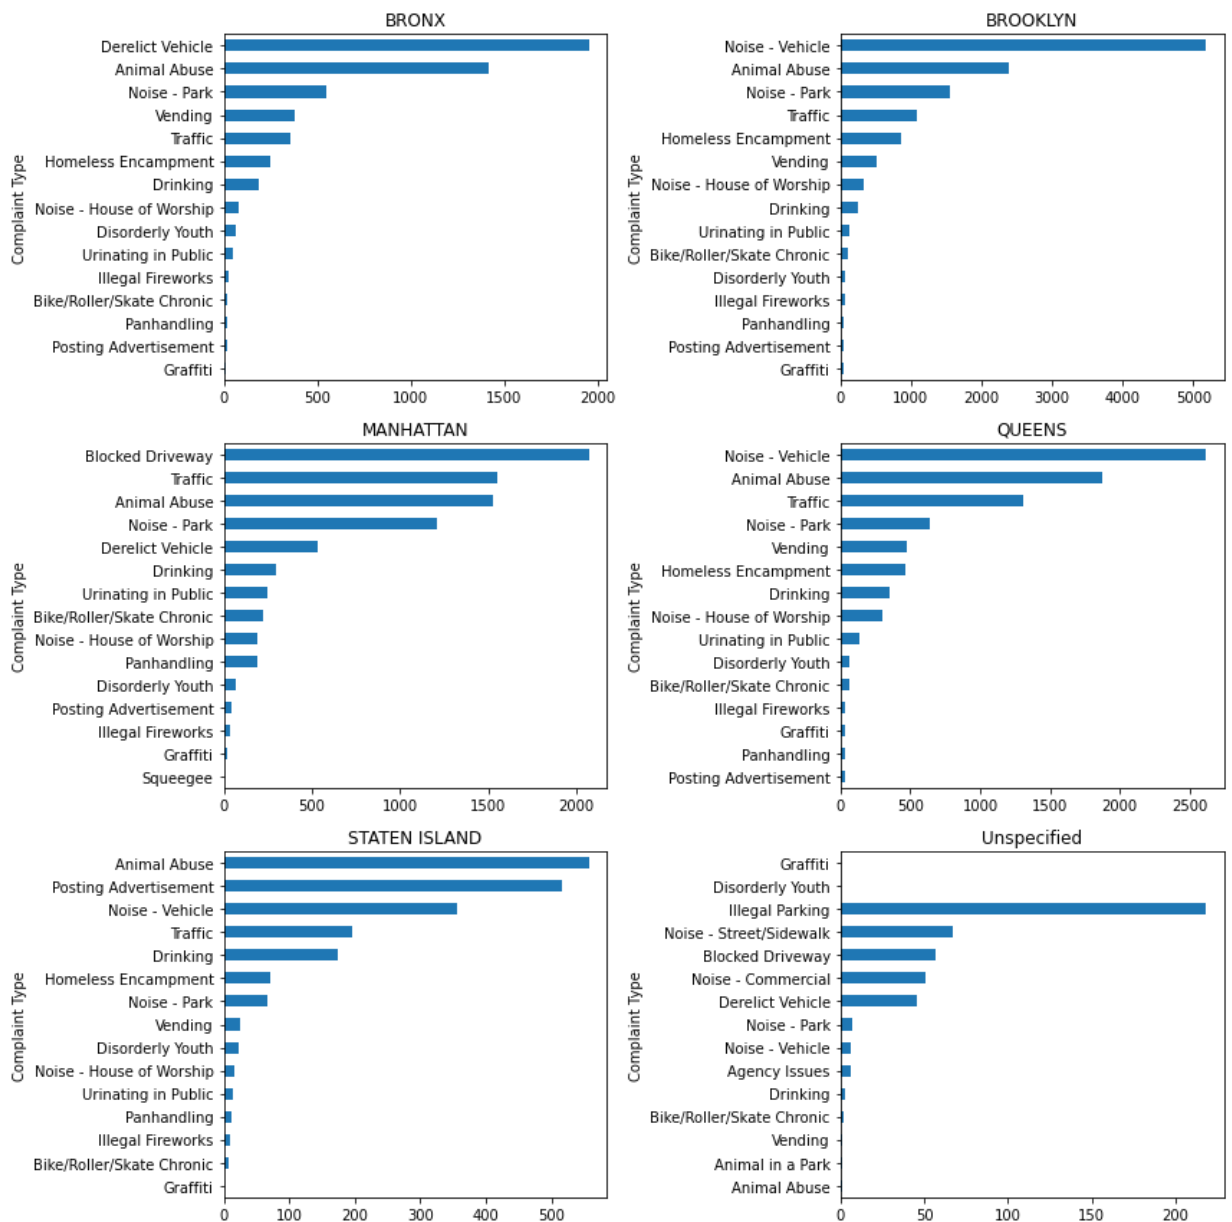 BRONX
Complaint Type
Derelict Vehicle
Animal Abuse
Noise - Park
Vending
Traffic
Homeless Encampment
Drinking
Noise - House of Worship
Disorderly Youth
Urinating in Public
Illegal Fireworks
Bike/Roller/Skate Chronic
Panhandling
Posting Advertisement
Graffiti
0 500 1000 1500 2000
BROOKLYN
Complaint Type
Noise - Vehicle
Animal Abuse
Noise - Park
Traffic
Homeless Encampment
Vending
Noise - House of Worship
Drinking
Urinating in Public
Bike/Roller/Skate Chronic
Disorderly Youth
Illegal Fireworks
Panhandling
Posting Advertisement
Graffiti
0 1000 2000 3000 4000 5000
MANHATTAN
Complaint Type
Blocked Driveway
Traffic
Animal Abuse
Noise - Park
Derelict Vehicle
Drinking
Urinating in Public
Bike/Roller/Skate Chronic
Noise - House of Worship
Panhandling
Disorderly Youth
Posting Advertisement
Illegal Fireworks
Graffiti
Squeegee
0 500 1000 1500 2000
QUEENS
Complaint Type
Noise - Vehicle
Animal Abuse
Traffic
Noise - Park
Vending
Homeless Encampment
Drinking
Noise - House of Worship
Urinating in Public
Disorderly Youth
Bike/Roller/Skate Chronic
Illegal Fireworks
Graffiti
Panhandling
Posting Advertisement
0 500 1000 1500 2000 2500
STATEN ISLAND
Complaint Type
Animal Abuse
Posting Advertisement
Noise - Vehicle
Traffic
Drinking
Homeless Encampment
Noise - Park
Vending
Disorderly Youth
Noise - House of Worship
Urinating in Public
Panhandling
Illegal Fireworks
Bike/Roller/Skate Chronic
Graffiti
0 100 200 300 400 500
Unspecified
Complaint Type
Graffiti
Disorderly Youth
Illegal Parking
Noise - Street/Sidewalk
Blocked Driveway
Noise - Commercial
Derelict Vehicle
Noise - Park
Noise - Vehicle
Agency Issues
Drinking
Bike/Roller/Skate Chronic
Vending
Animal in a Park
Animal Abuse
0 50 100 150 200